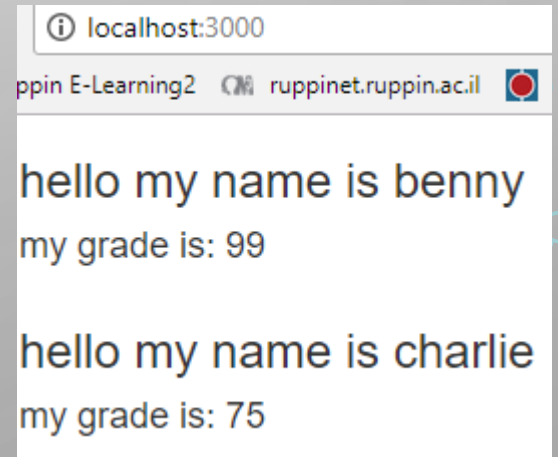 localhost:3000
ppin E-Learning2 ruppinet.ruppin.ac.il
hello my name is benny
my grade is: 99
hello my name is charlie
my grade is: 75